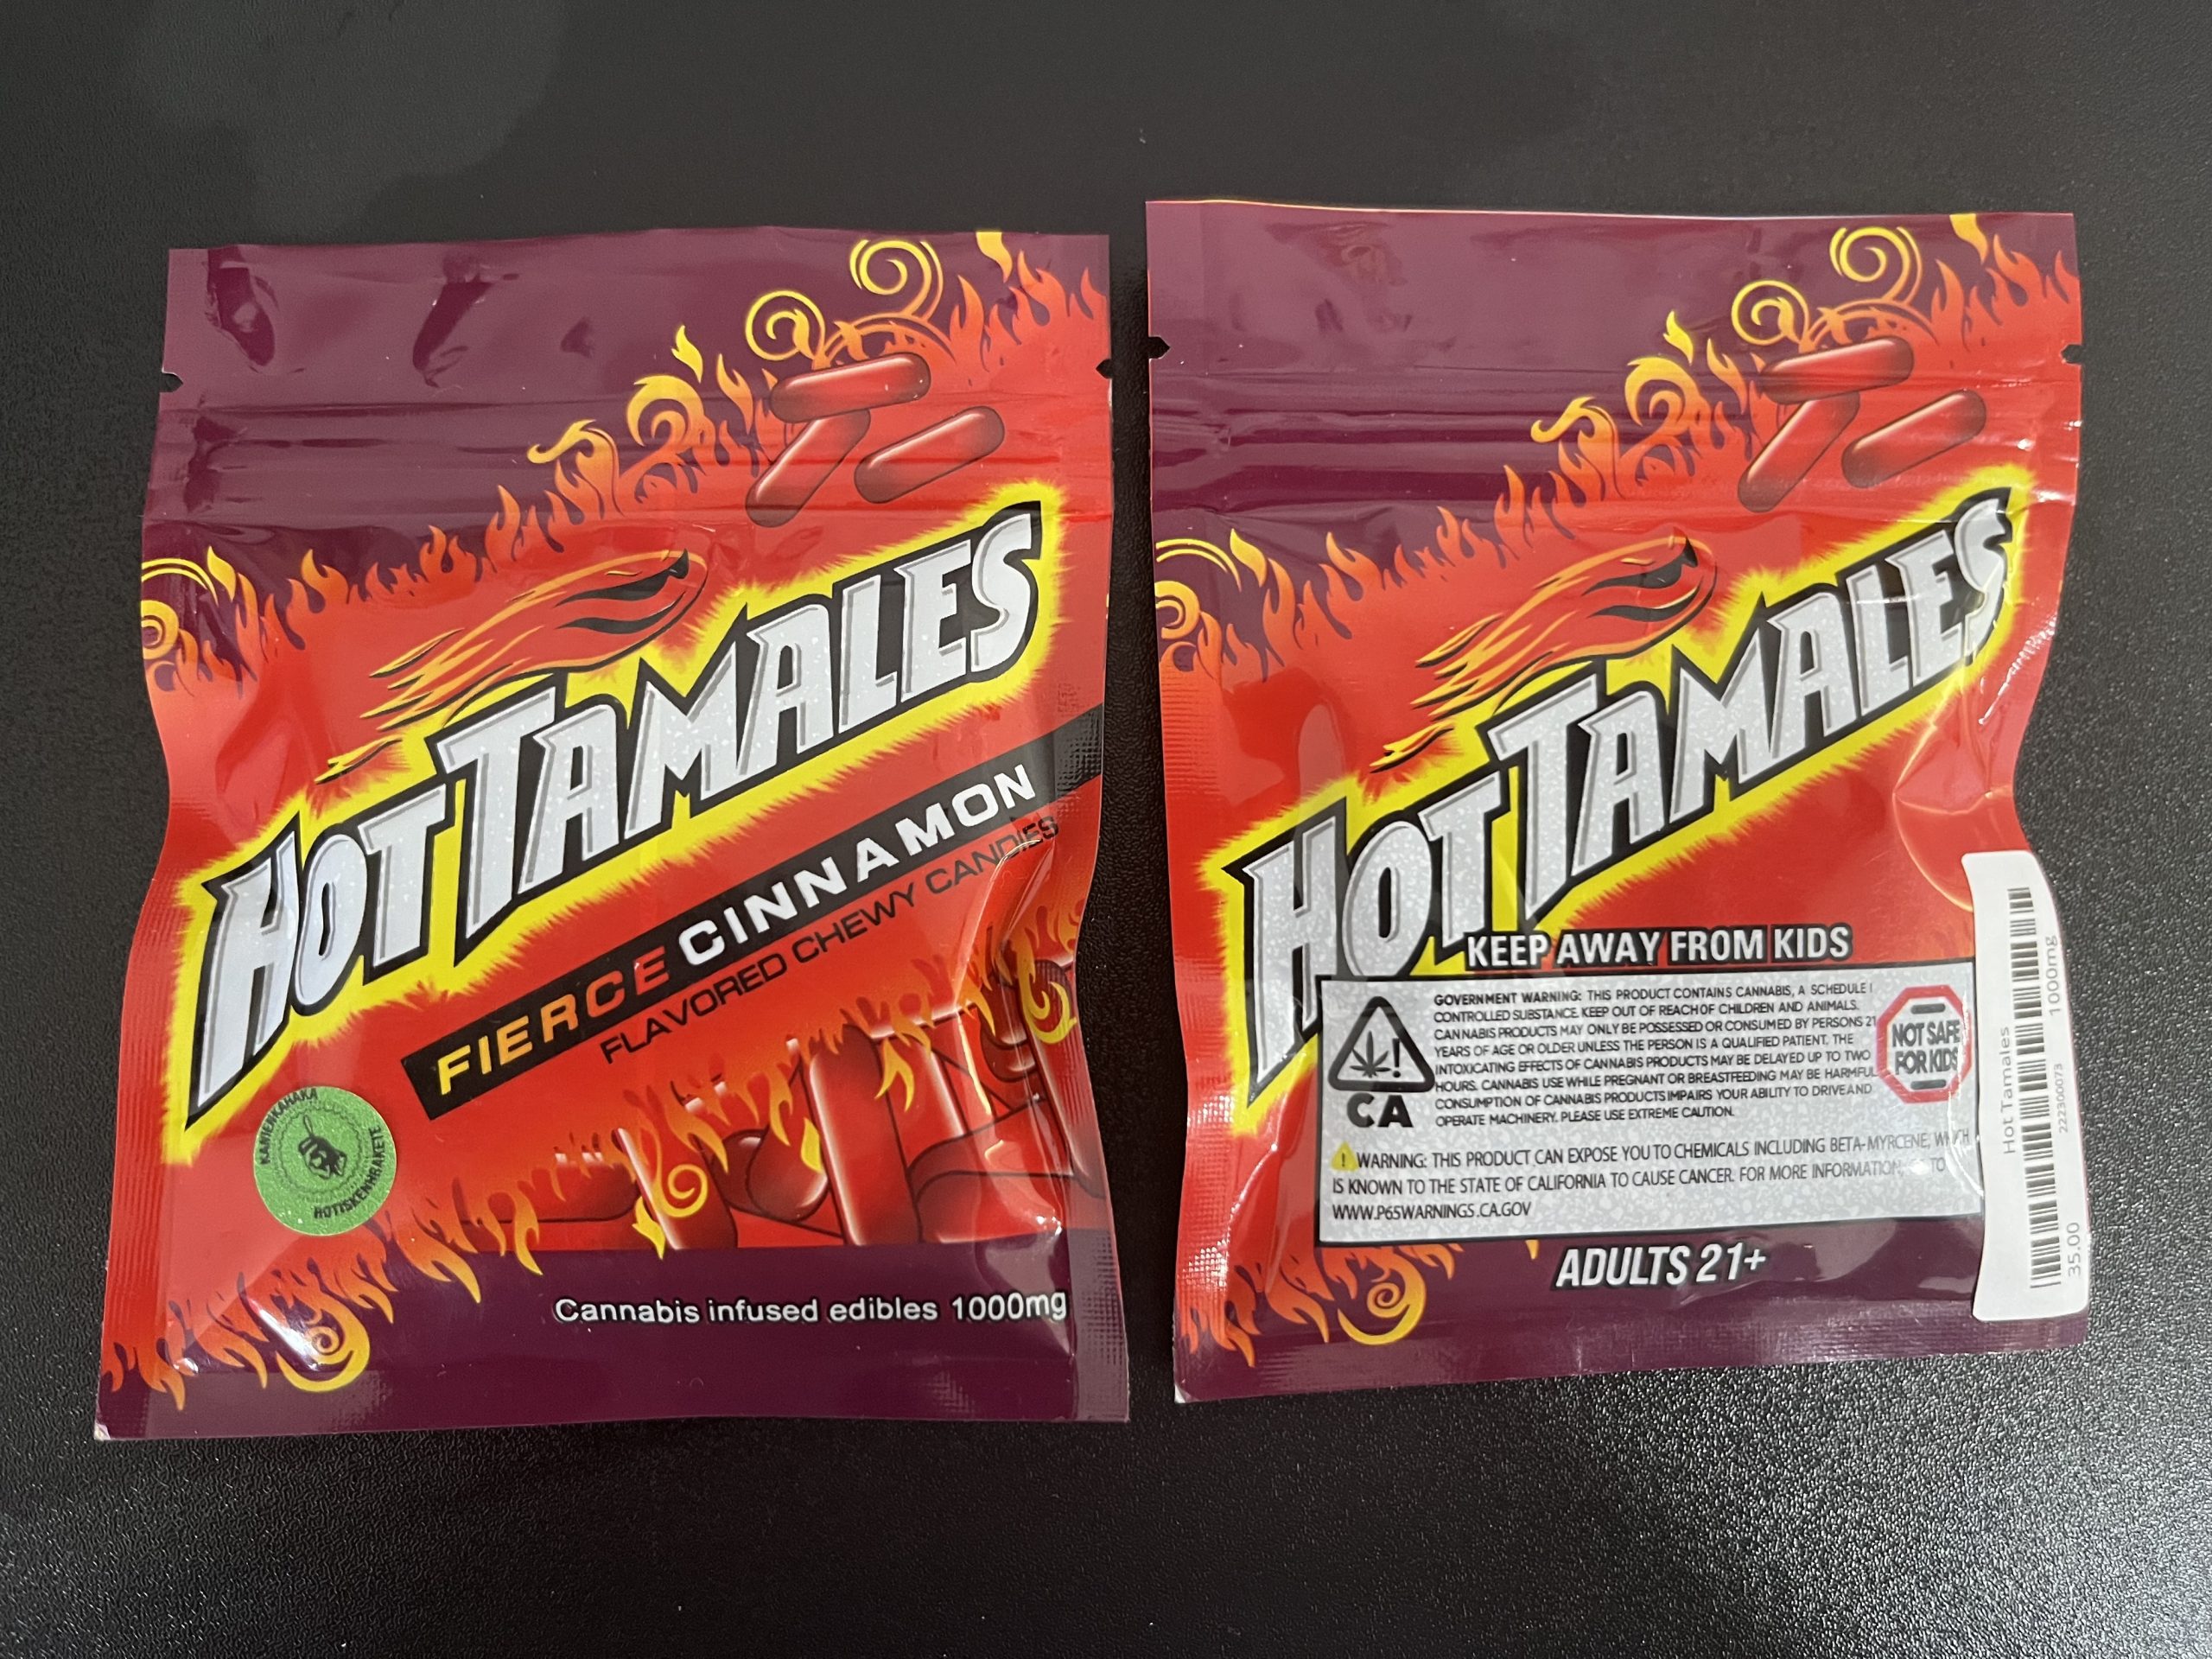 HOT TAMALES
FIERCE CINNAMON
FLAVORED CHEWY CANDIES
KANIENKAHAKA
ROTISKENHRAKETE
Cannabis infused edibles 1000mg
HOT TAMALES
KEEP AWAY FROM KIDS
GOVERNMENT WARNING: THIS PRODUCT CONTAINS CANNABIS, A SCHEDULE I
CONTROLLED SUBSTANCE. KEEP OUT OF REACH OF CHILDREN AND ANIMALS.
CANNABIS PRODUCTS MAY ONLY BE POSSESSED OR CONSUMED BY PERSONS 21
YEARS OF AGE OR OLDER UNLESS THE PERSON IS A QUALIFIED PATIENT. THE
INTOXICATING EFFECTS OF CANNABIS PRODUCTS MAY BE DELAYED UP TO TWO
HOURS. CANNABIS USE WHILE PREGNANT OR BREASTFEEDING MAY BE HARMFUL
CONSUMPTION OF CANNABIS PRODUCTS IMPAIRS YOUR ABILITY TO DRIVE AND
OPERATE MACHINERY. PLEASE USE EXTREME CAUTION.
CA
NOT SAFE
FOR KIDS
! WARNING: THIS PRODUCT CAN EXPOSE YOU TO CHEMICALS INCLUDING BETA-MYRCENE, WHICH
IS KNOWN TO THE STATE OF CALIFORNIA TO CAUSE CANCER. FOR MORE INFORMATION, TO
WWW.P65WARNINGS.CA.GOV
ADULTS 21+
Hot Tamales
1000mg
222300073
35.00